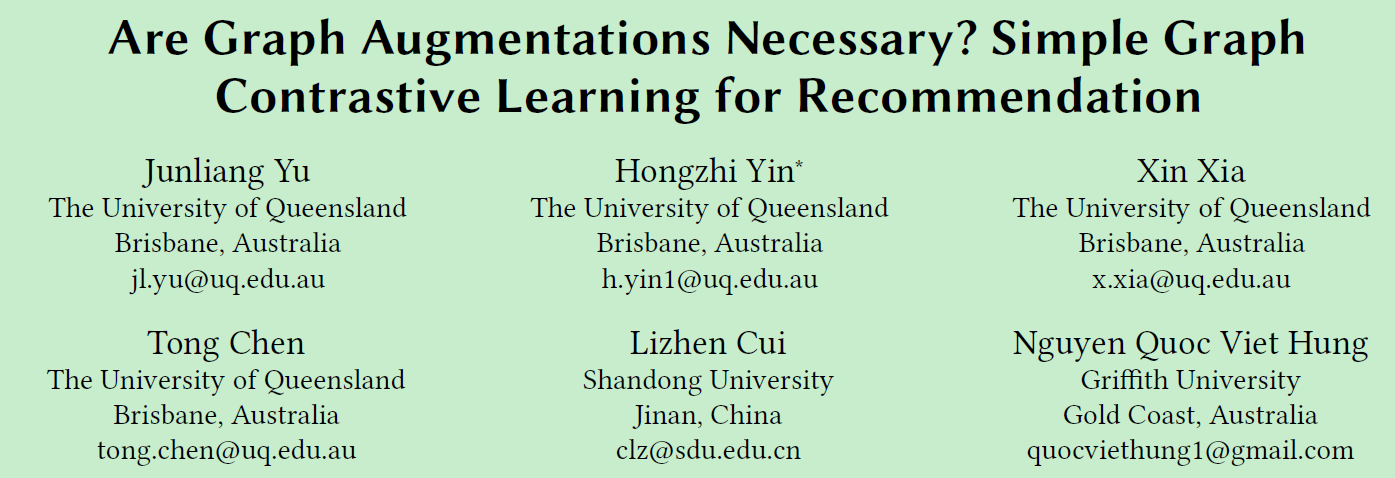 Are Graph Augmentations Necessary? Simple Graph
Contrastive Learning for Recommendation
Junliang Yu
The University of Queensland
Brisbane, Australia
jl.yu@uq.edu.au
Hongzhi Yin*
The University of Queensland
Brisbane, Australia
h.yin1@uq.edu.au
Xin Xia
The University of Queensland
Brisbane, Australia
x.xia@uq.edu.au
Tong Chen
The University of Queensland
Brisbane, Australia
tong.chen@uq.edu.au
Lizhen Cui
Shandong University
Jinan, China
clz@sdu.edu.cn
Nguyen Quoc Viet Hung
Griffith University
Gold Coast, Australia
quocviethung1@gmail.com